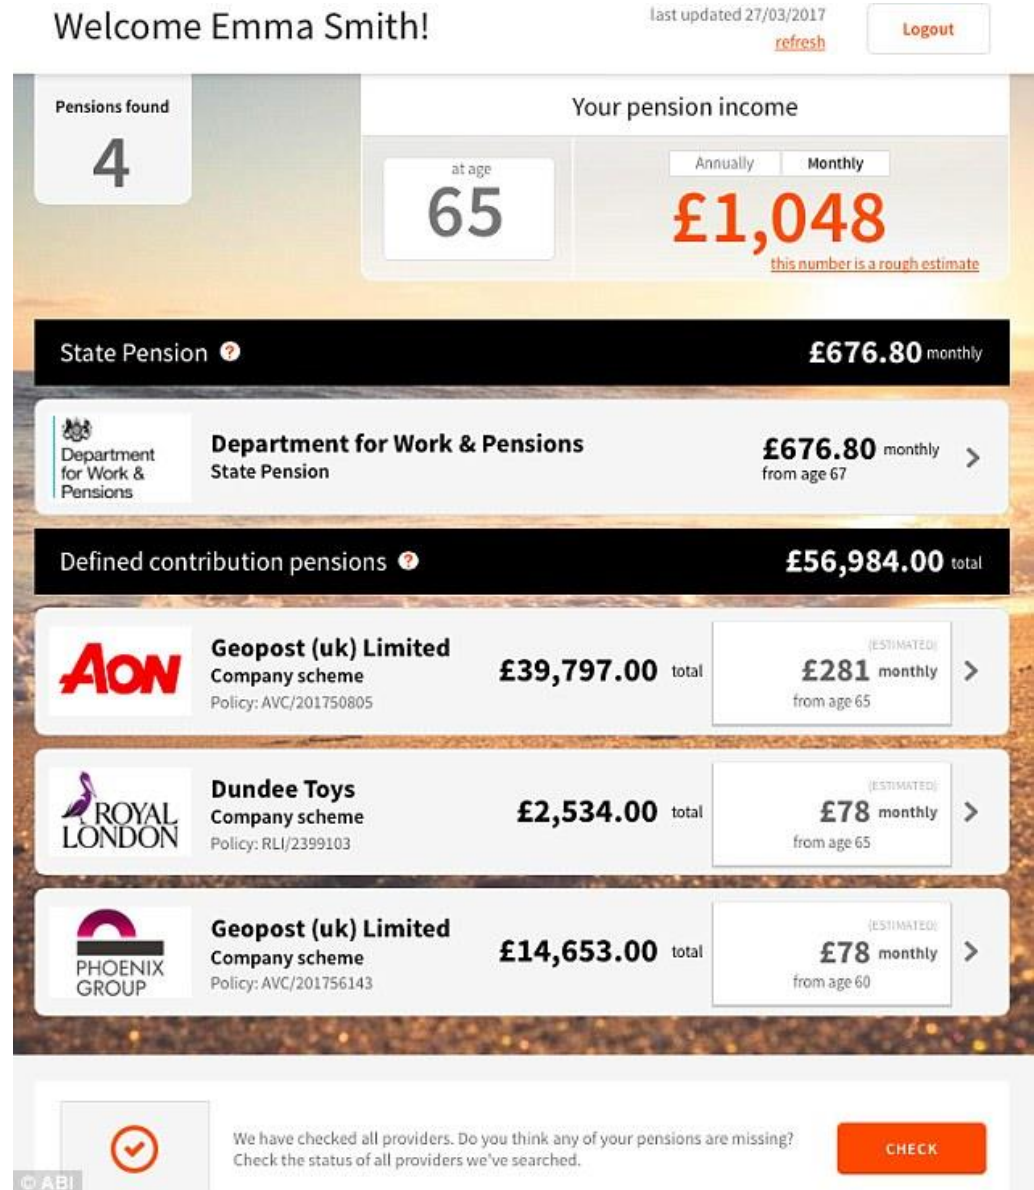 Welcome Emma Smith!
last updated 27/03/2017
refresh
Logout
Pensions found
4
Your pension income
at age
65
Annually
Monthly
£1,048
this number is a rough estimate
State Pension ?
£676.80 monthly
Department
for Work &
Pensions
Department for Work & Pensions
State Pension
£676.80 monthly
from age 67
Defined contribution pensions ?
£56,984.00 total
AON
Geopost (uk) Limited
Company scheme
Policy: AVC/201750805
£39,797.00 total
(ESTIMATED)
£281 monthly
from age 65
ROYAL
LONDON
Dundee Toys
Company scheme
Policy: RLI/2399103
£2,534.00 total
(ESTIMATED)
£78 monthly
from age 65
PHOENIX
GROUP
Geopost (uk) Limited
Company scheme
Policy: AVC/201756143
£14,653.00 total
(ESTIMATED)
£78 monthly
from age 60
We have checked all providers. Do you think any of your pensions are missing?
Check the status of all providers we've searched.
CHECK
© ABI